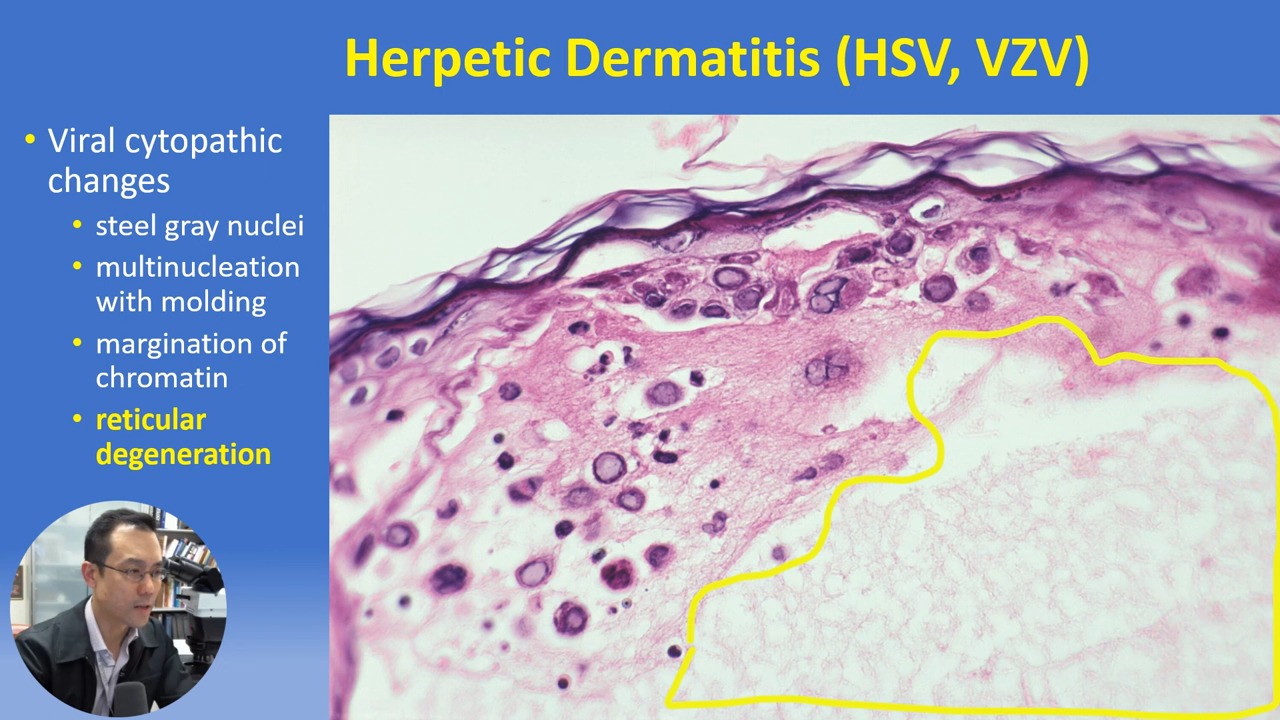 Herpetic Dermatitis (HSV, VZV)
• Viral cytopathic
changes
• steel gray nuclei
• multinucleation
with molding
• margination of
chromatin
• reticular
degeneration